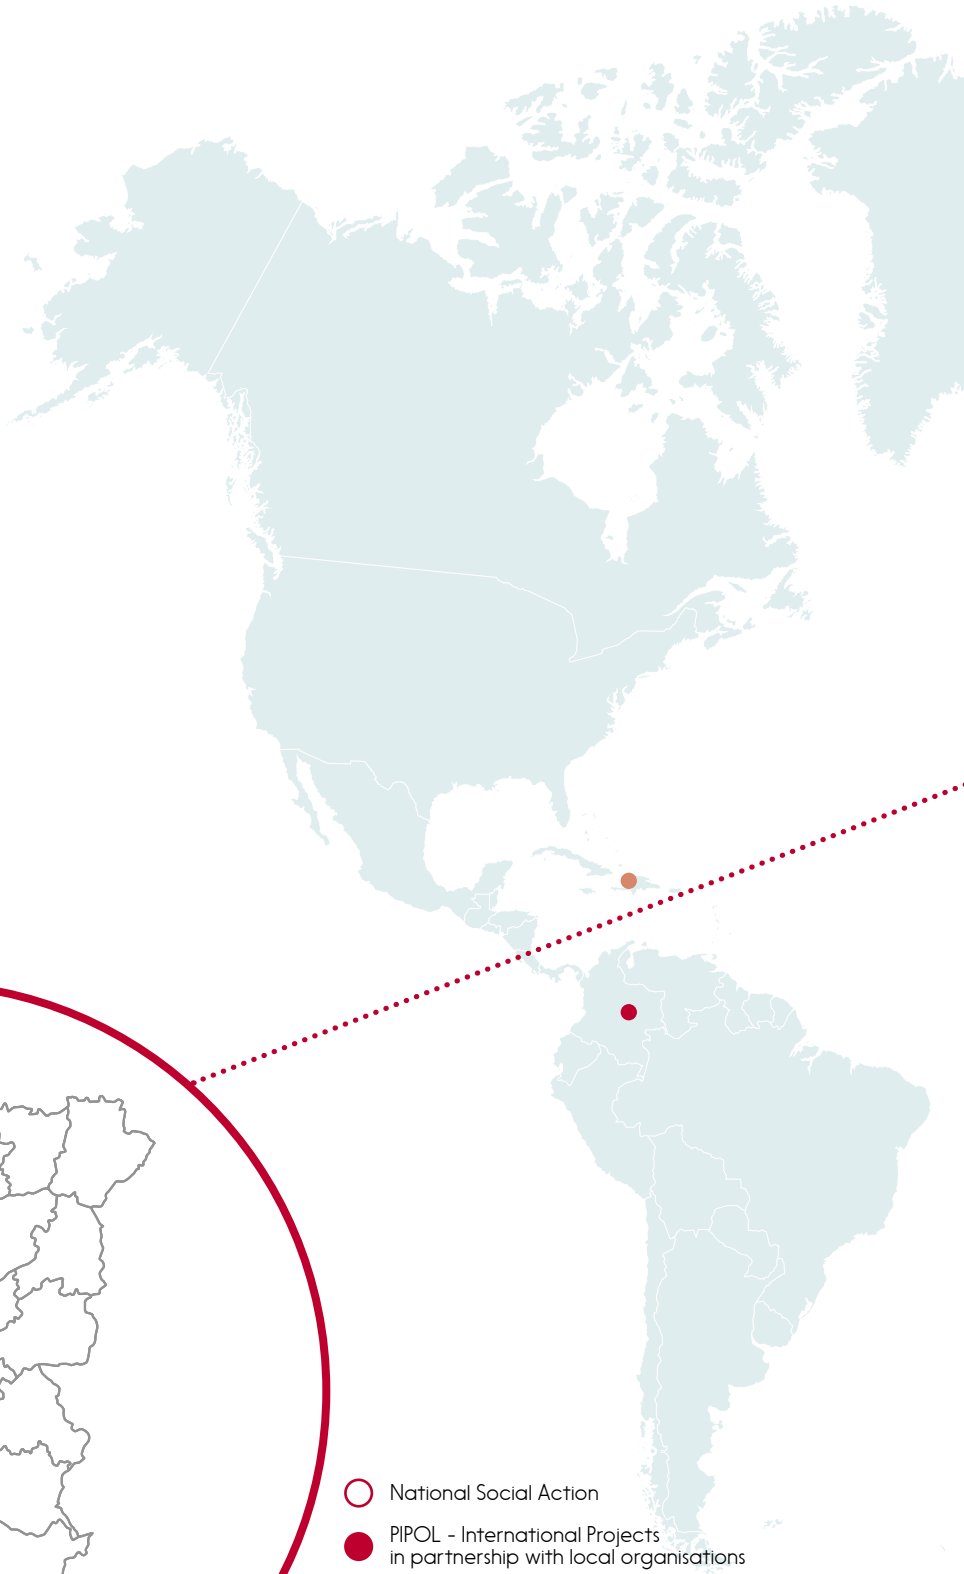 National Social Action
PIPOL - International Projects
in partnership with local organisations